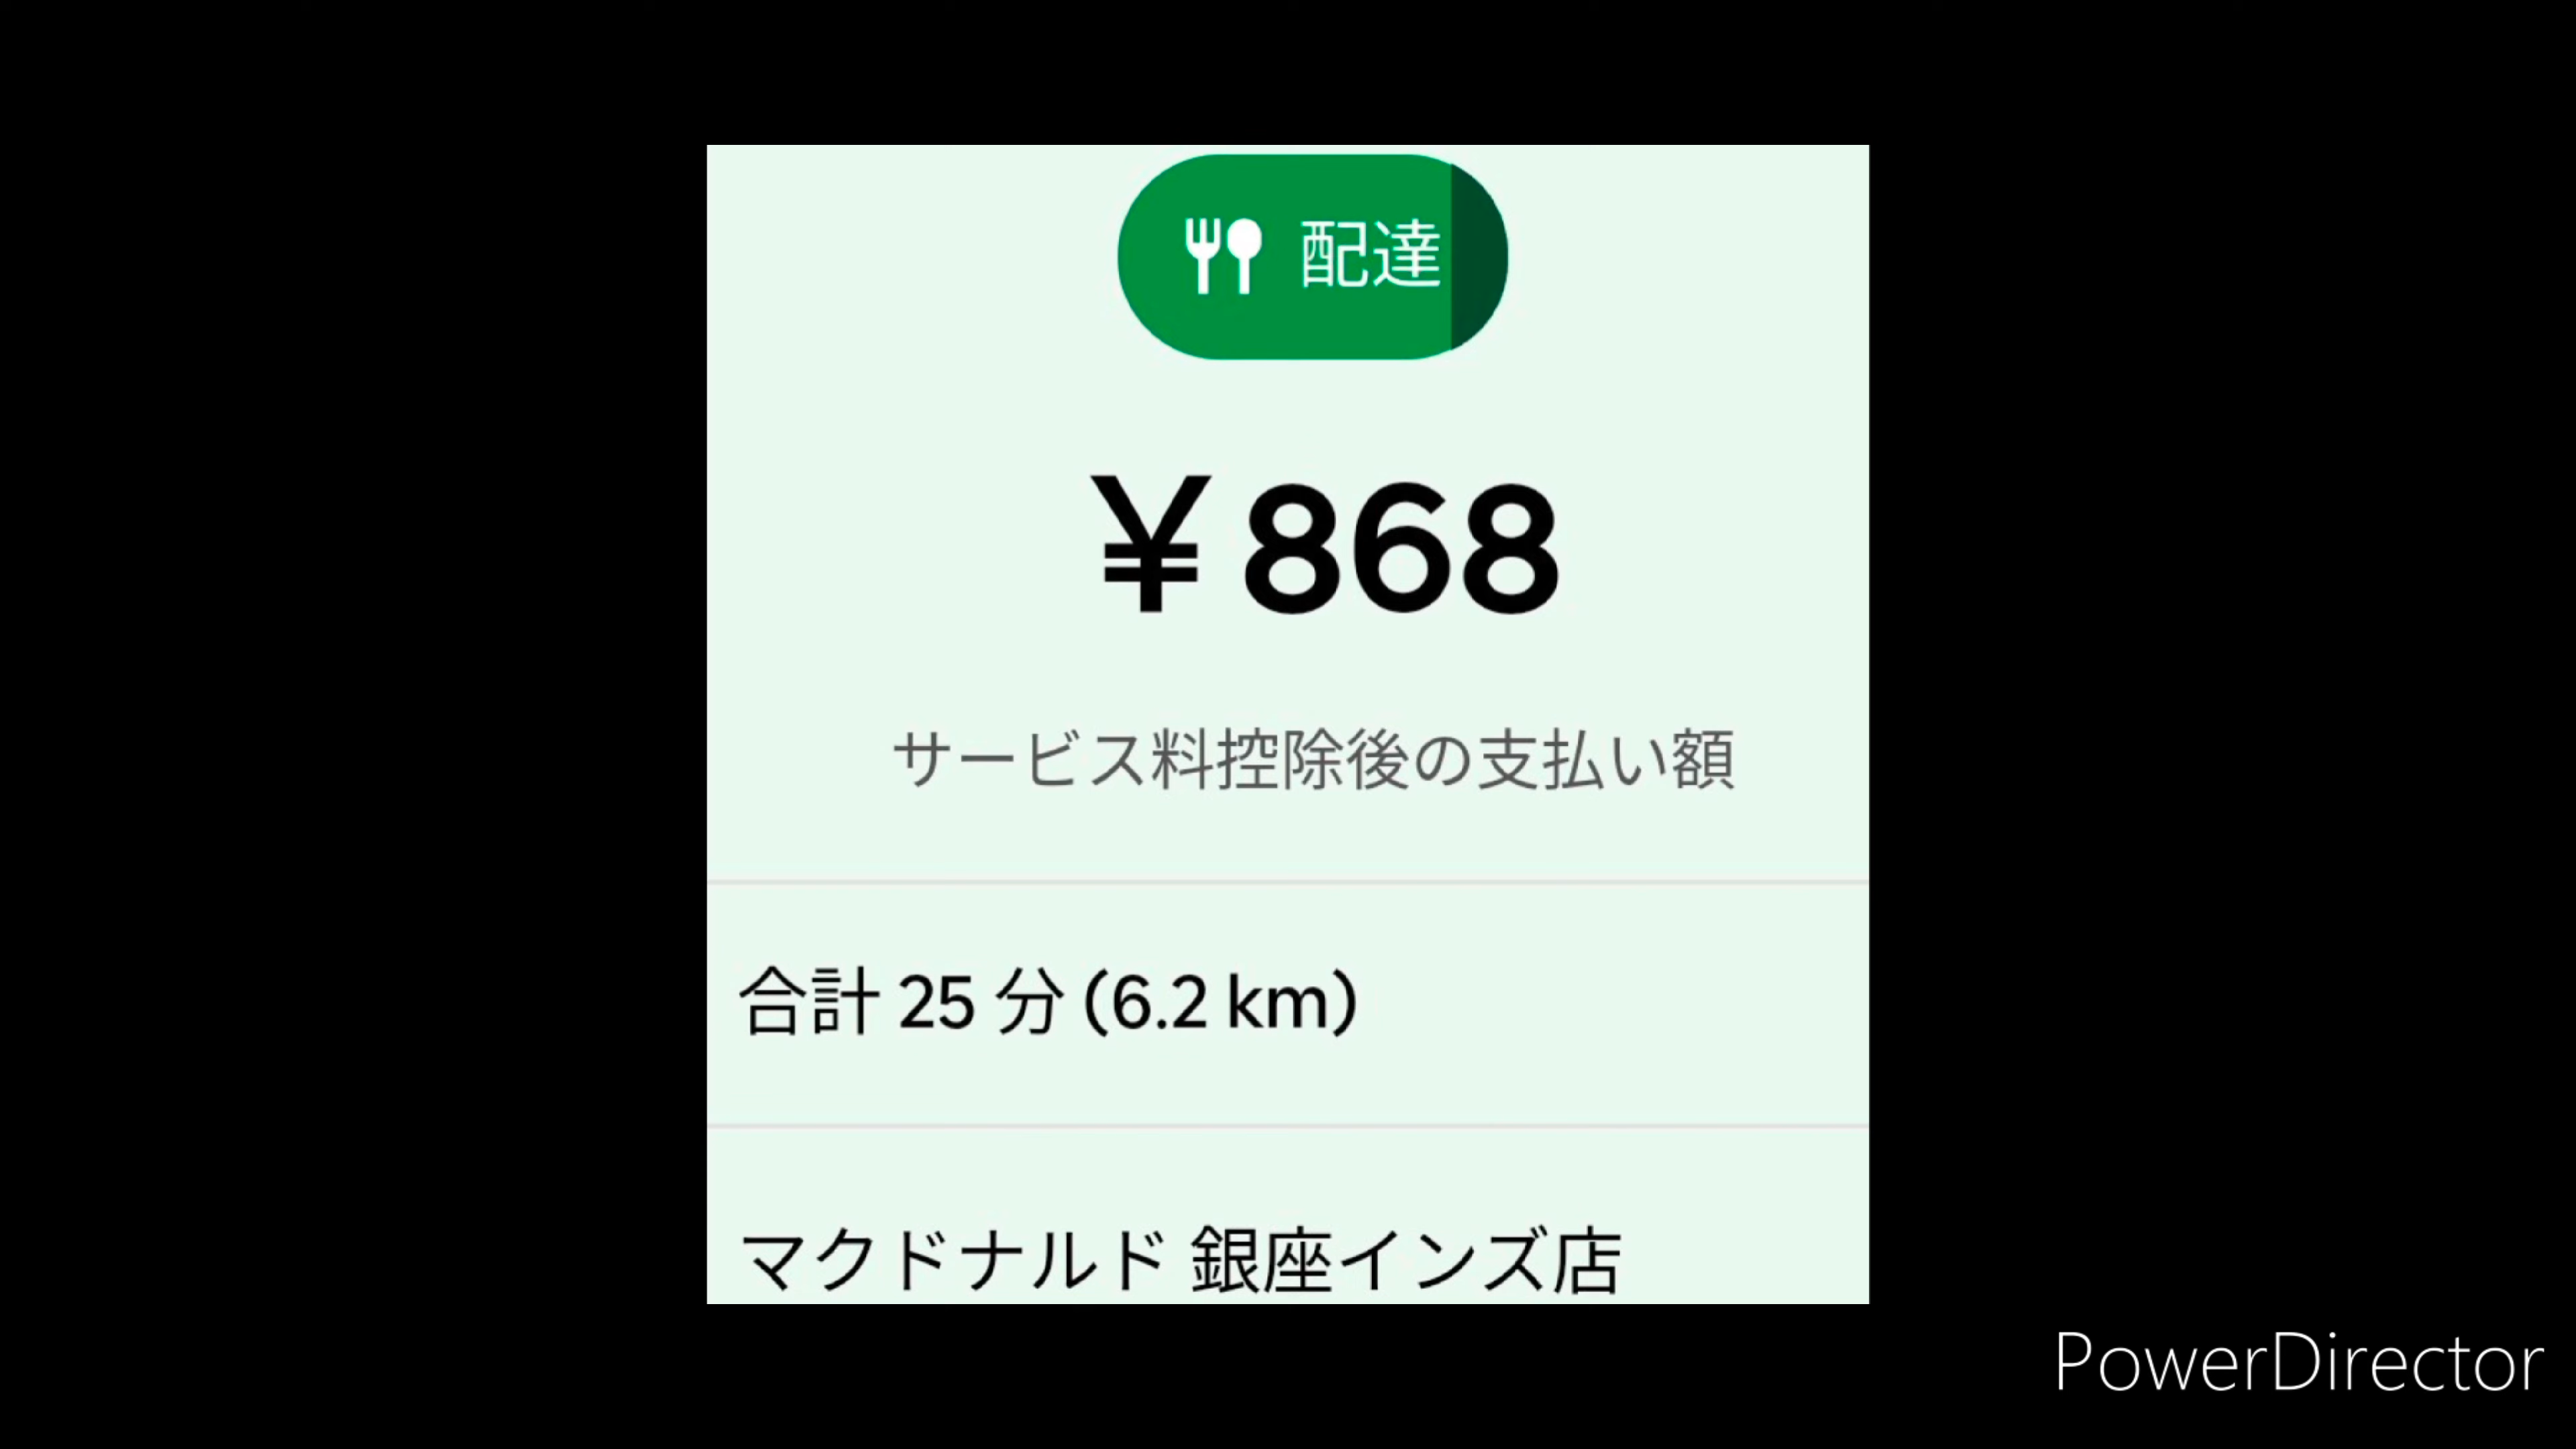 配達
￥868
サービス料控除後の支払い額
合計 25 分 (6.2 km)
マクドナルド 銀座インズ店
PowerDirector